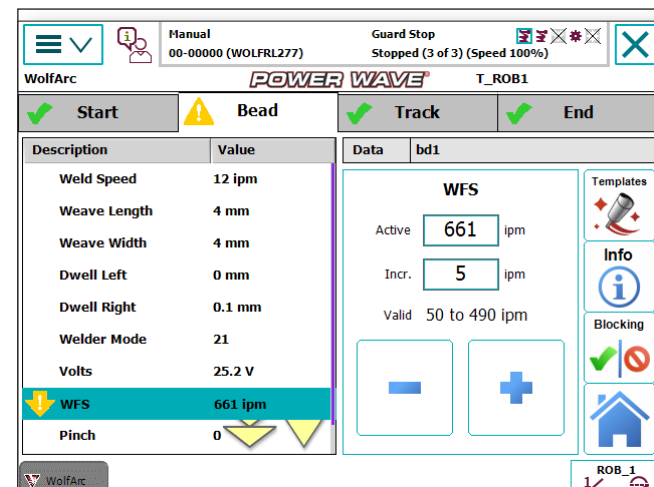 Manual
00-00000 (WOLFRL277)
Guard Stop
Stopped (3 of 3) (Speed 100%)
WolfArc
POWER WAVE®
T_ROB1
Start
Bead
Track
End
Description Value
Weld Speed 12 ipm
Weave Length 4 mm
Weave Width 4 mm
Dwell Left 0 mm
Dwell Right 0.1 mm
Welder Mode 21
Volts 25.2 V
WFS 661 ipm
Pinch 0
Data bd1
WFS
Active 661 ipm
Incr. 5 ipm
Valid 50 to 490 ipm
Templates
Info
Blocking
WolfArc
ROB_1